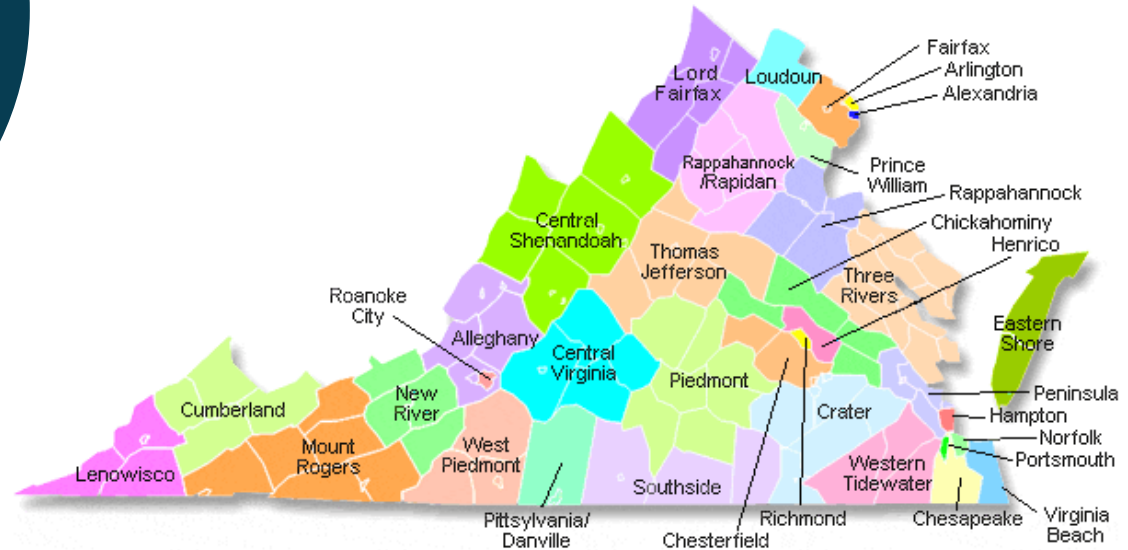 Fairfax
Arlington
Alexandria
Lord
Fairfax
Loudoun
Rappahannock
/Rapidan
Prince
William
Rappahannock
Chickahominy
Henrico
Central
Shenandoah
Thomas
Jefferson
Three
Rivers
Eastern
Shore
Roanoke
City
Alleghany
Central
Virginia
Piedmont
Peninsula
Hampton
Norfolk
Portsmouth
Cumberland
New
River
Crater
Mount
Rogers
West
Piedmont
Lenowisco
Southside
Western
Tidewater
Pittsylvania/
Danville
Chesterfield
Richmond
Chesapeake
Virginia
Beach